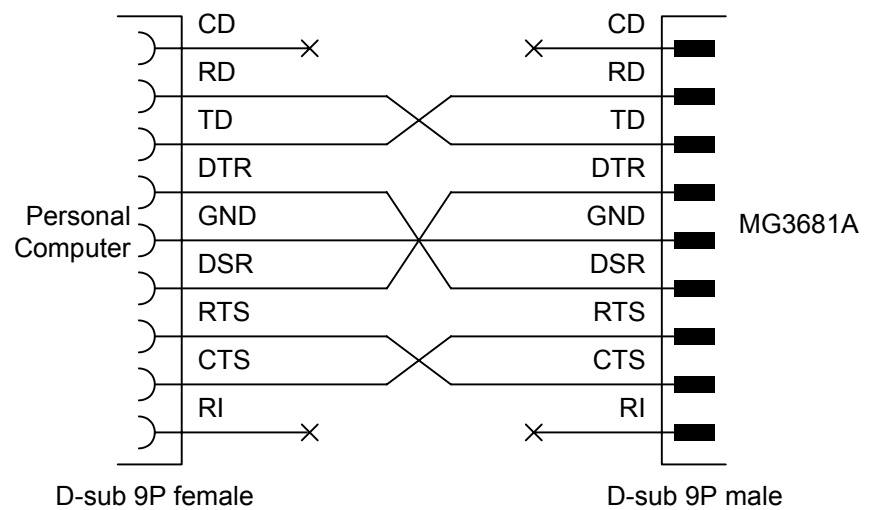 CD CD
RD RD
TD TD
DTR DTR
Personal GND GND MG3681A
Computer
DSR DSR
RTS RTS
CTS CTS
RI RI
D-sub 9P female D-sub 9P male